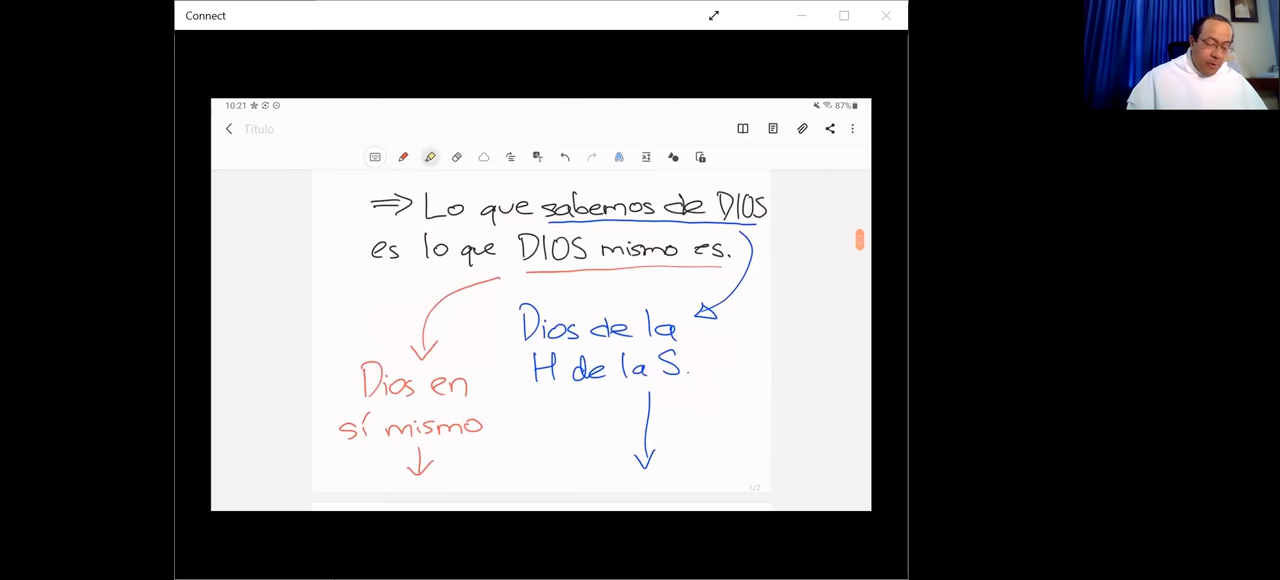 Connect
10:21
87%
Título
⇒ Lo que sabemos de DIOS
es lo que DIOS mismo es.
Dios de la
H de la S.
Dios en
sí mismo
1/2